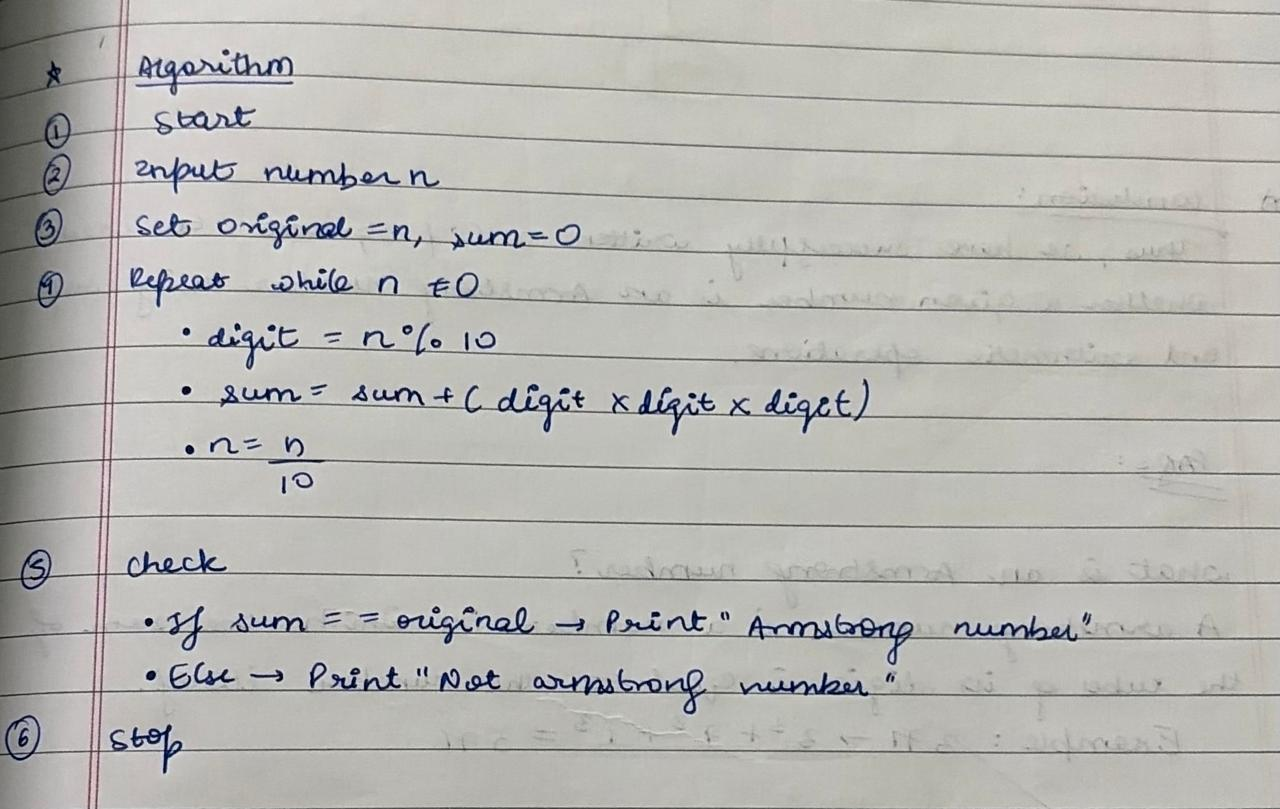 ☆ Algorithm
① Start
② Input number n
③ Set original = n, sum = 0
④ Repeat while n ≠ 0
• digit = n % 10
• sum = sum + ( digit x digit x digit )
• n = n
10
⑤ check
• If sum = = original → Print " Armstrong number"
• Else → Print "Not armstrong number"
⑥ Stop